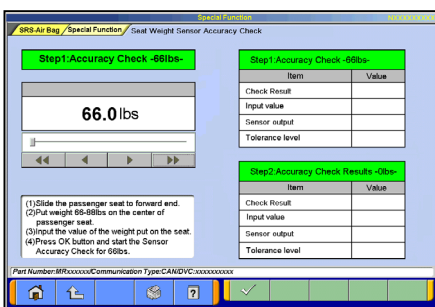 Special Function
NXXXXXXXXX
SRS-Air Bag
Special Function
Seat Weight Sensor Accuracy Check
Step1:Accuracy Check -66lbs-
66.0 lbs
(1)Slide the passenger seat to forward end.
(2)Put weight 66-88lbs on the center of
passenger seat.
(3)Input the value of the weight put on the seat.
(4)Press OK button and start the Sensor
Accuracy Check for 66lbs.
Step1:Accuracy Check -66lbs-
Item Value
Check Result
Input value
Sensor output
Tolerance level
Step2:Accuracy Check Results -0lbs-
Item Value
Check Result
Input value
Sensor output
Tolerance level
Part Number:MRxxxxxx/Communication Type:CAN/DVC:xxxxxxxxxx
?